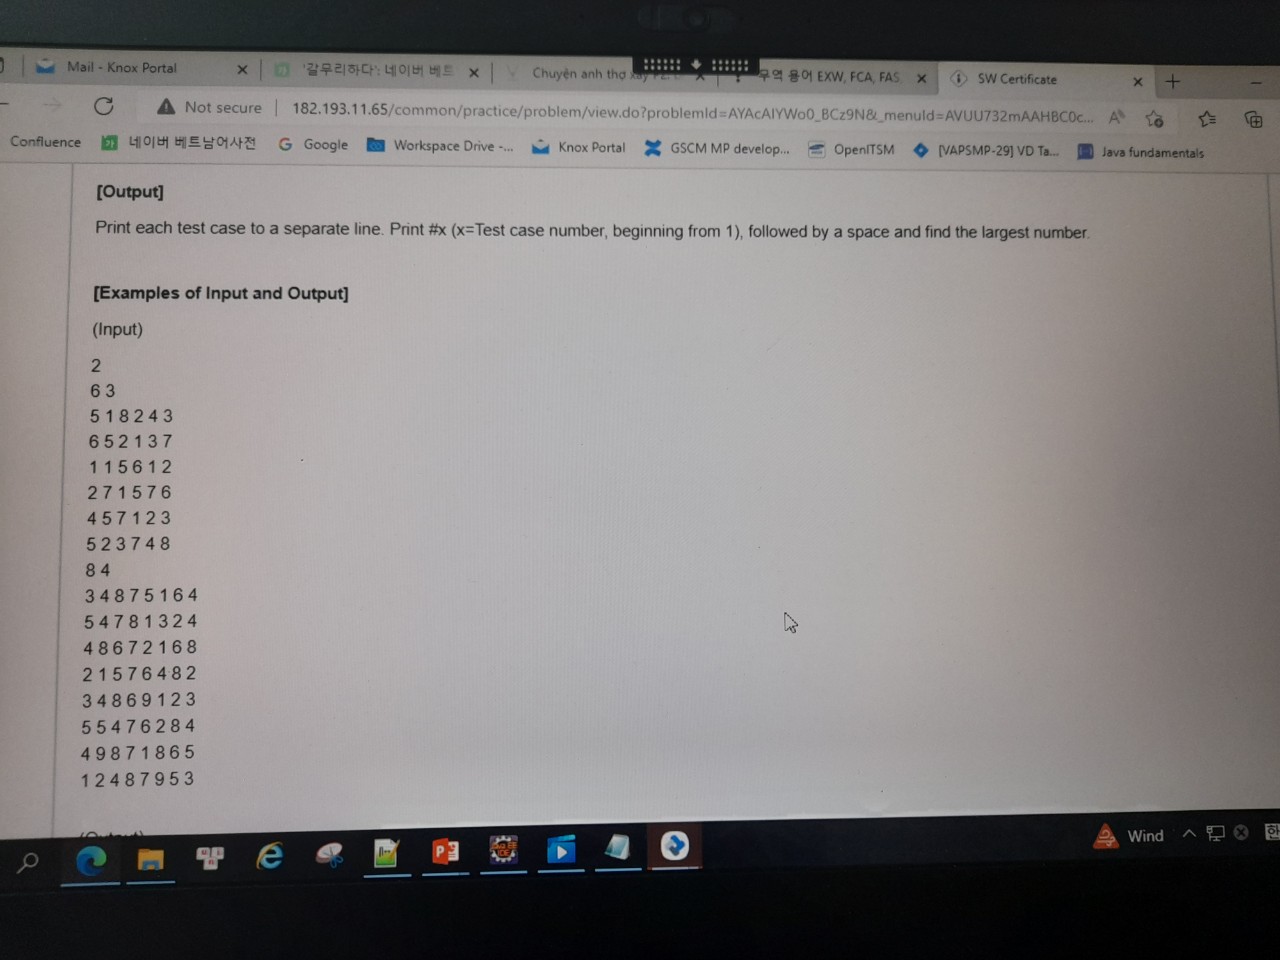 Mail - Knox Portal
'갈무리하다': 네이버 베트
Chuyện anh thợ xây
무역 용어 EXW, FCA, FAS,
SW Certificate
Not secure
182.193.11.65/common/practice/problem/view.do?problemId=AYAcAIYWo0_BCz9N&_menuId=AVUU732mAAHBC0c...
Confluence
네이버 베트남어사전
Google
Workspace Drive -...
Knox Portal
GSCM MP develop...
OpenITSM
[VAPSMP-29] VD Ta...
Java fundamentals
[Output]
Print each test case to a separate line. Print #x (x=Test case number, beginning from 1), followed by a space and find the largest number.
[Examples of Input and Output]
(Input)
2
6 3
5 1 8 2 4 3
6 5 2 1 3 7
1 1 5 6 1 2
2 7 1 5 7 6
4 5 7 1 2 3
5 2 3 7 4 8
8 4
3 4 8 7 5 1 6 4
5 4 7 8 1 3 2 4
4 8 6 7 2 1 6 8
2 1 5 7 6 4 8 2
3 4 8 6 9 1 2 3
5 5 4 7 6 2 8 4
4 9 8 7 1 8 6 5
1 2 4 8 7 9 5 3
Wind